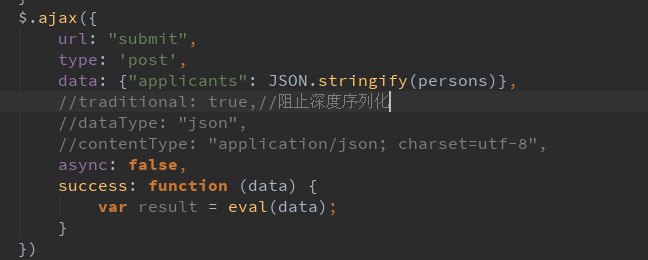 }
$.ajax({
url: "submit",
type: 'post',
data: {"applicants": JSON.stringify(persons)},
//traditional: true,//阻止深度序列化
//dataType: "json",
//contentType: "application/json; charset=utf-8",
async: false,
success: function (data) {
var result = eval(data);
}
})